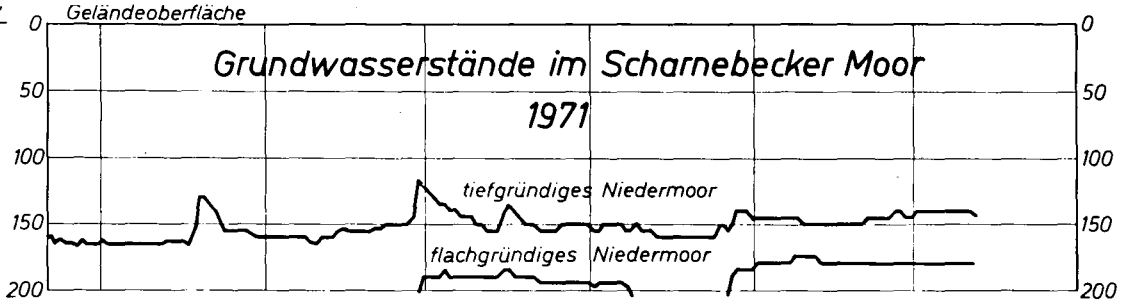 Geländeoberfläche
0 0
Grundwasserstände im Scharnebecker Moor
50 50
1971
100 100
tiefgründiges Niedermoor
150 150
flachgründiges Niedermoor
200 200